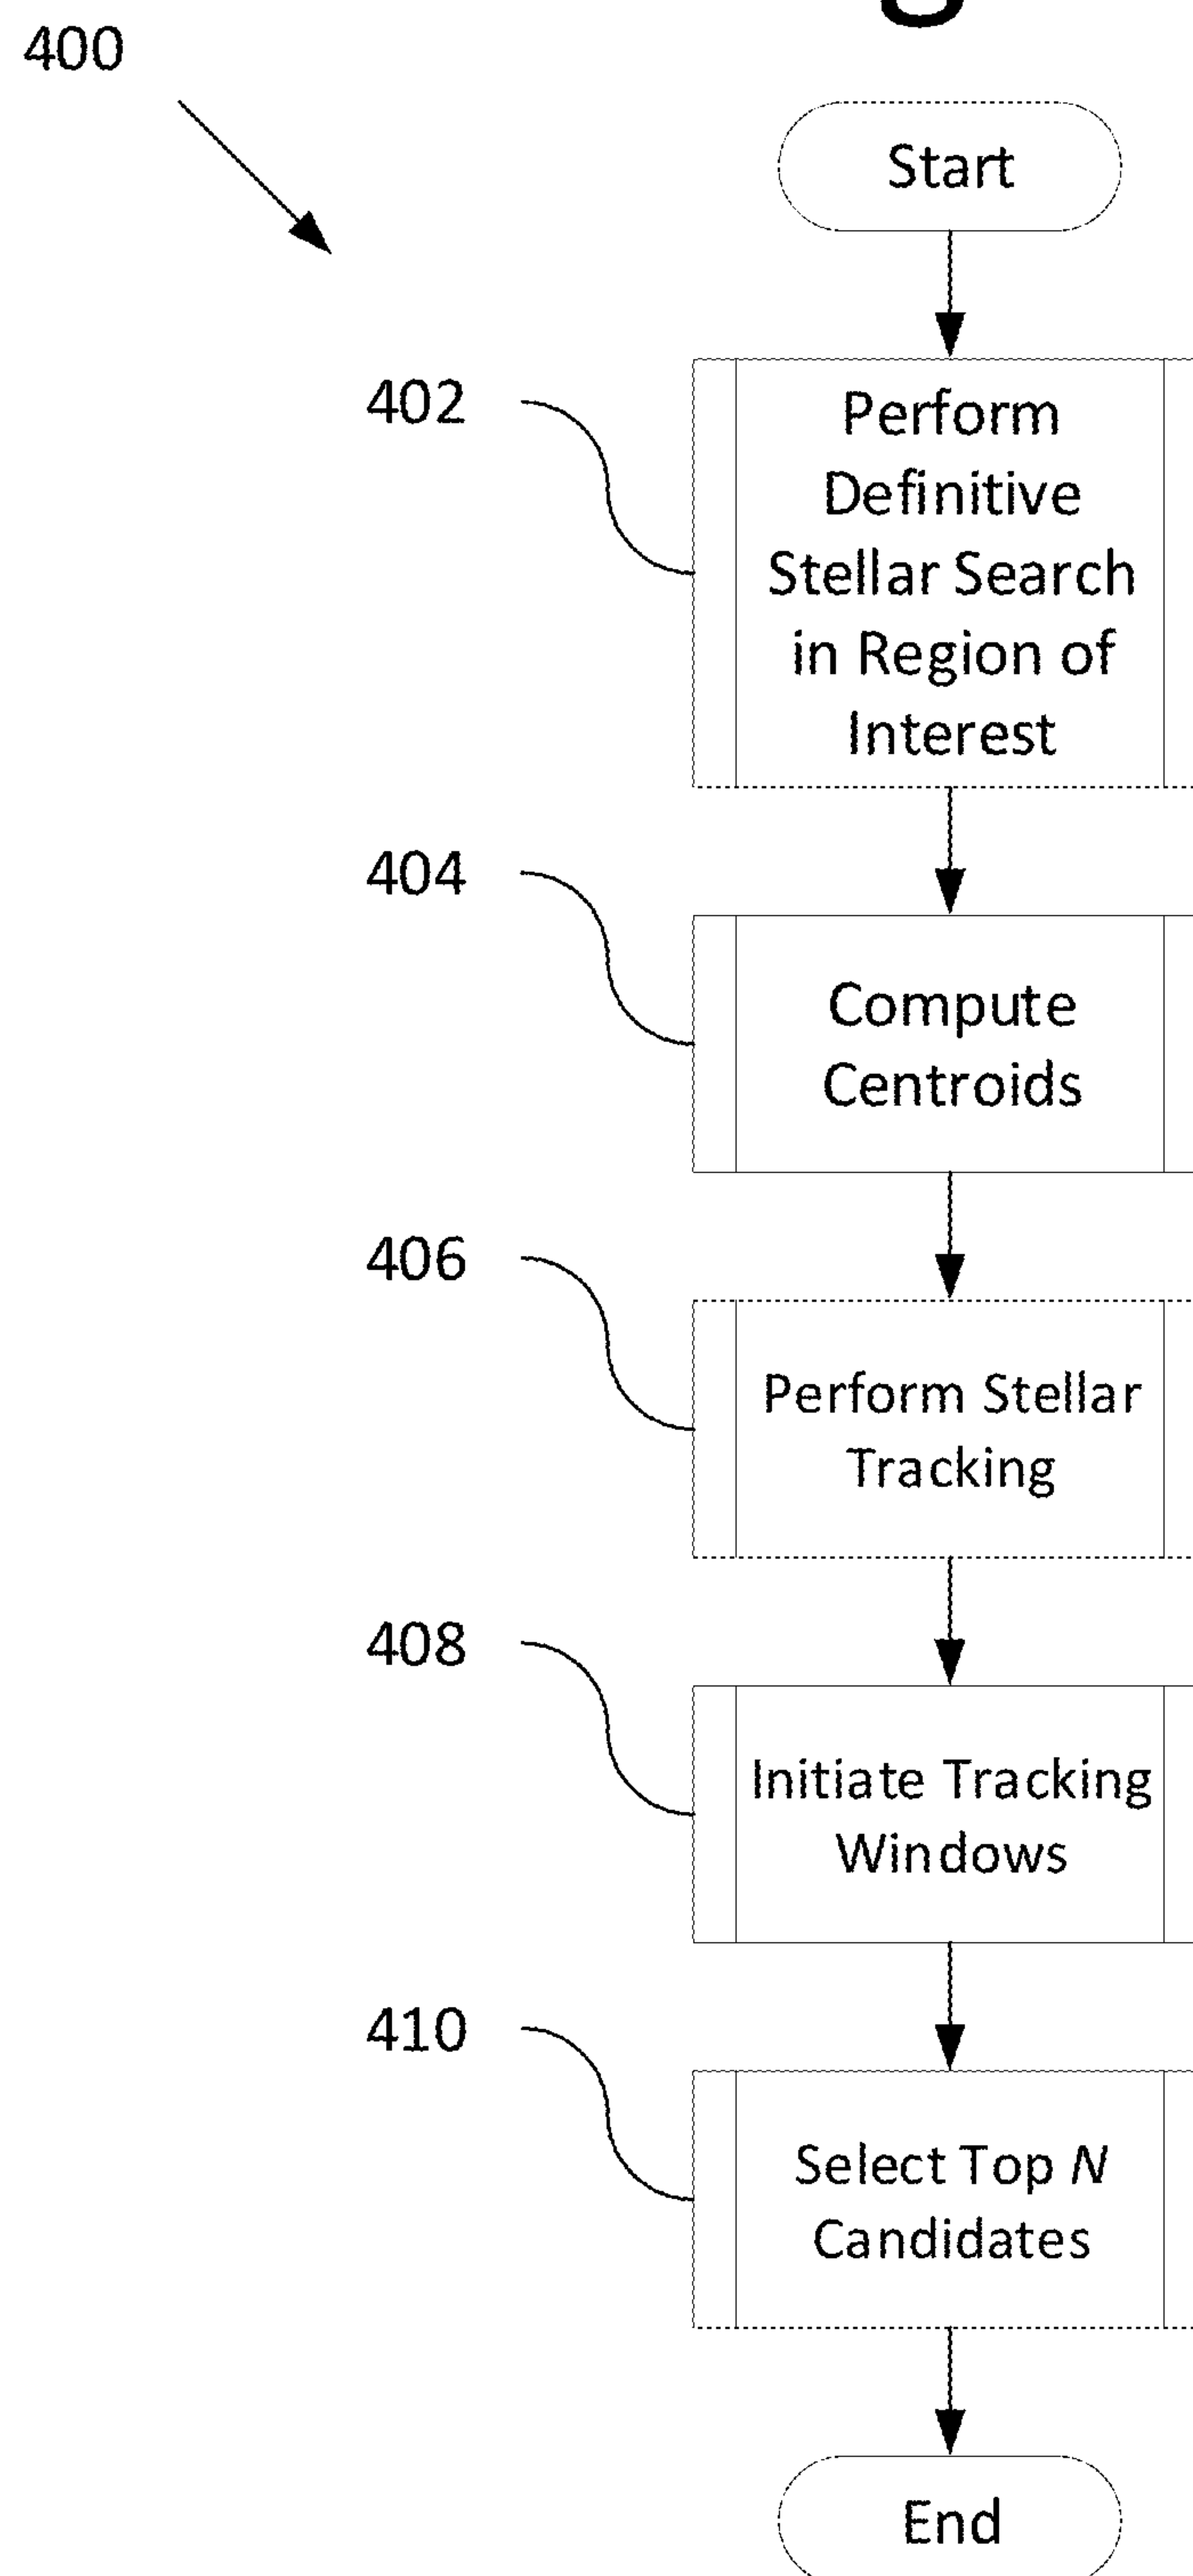 400
Start
402
Perform
Definitive
Stellar Search
in Region of
Interest
404
Compute
Centroids
406
Perform Stellar
Tracking
408
Initiate Tracking
Windows
410
Select Top N
Candidates
End